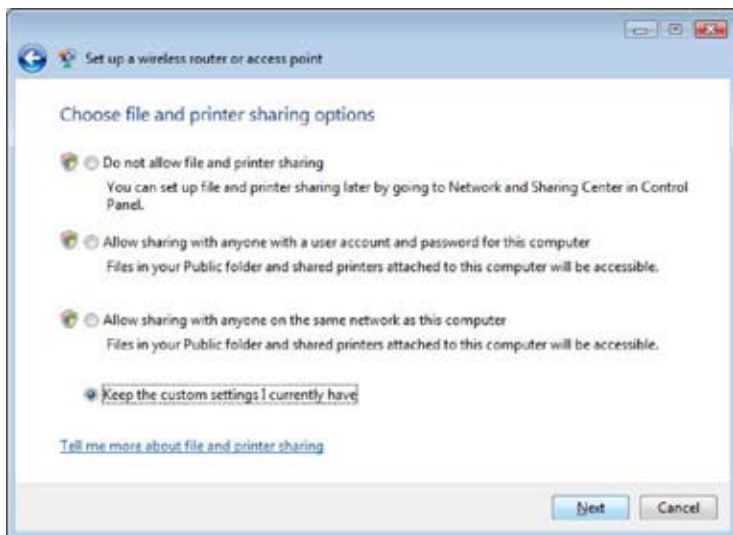 Set up a wireless router or access point
Choose file and printer sharing options
Do not allow file and printer sharing
You can set up file and printer sharing later by going to Network and Sharing Center in Control
Panel.
Allow sharing with anyone with a user account and password for this computer
Files in your Public folder and shared printers attached to this computer will be accessible.
Allow sharing with anyone on the same network as this computer
Files in your Public folder and shared printers attached to this computer will be accessible.
Keep the custom settings I currently have
Tell me more about file and printer sharing
Next Cancel